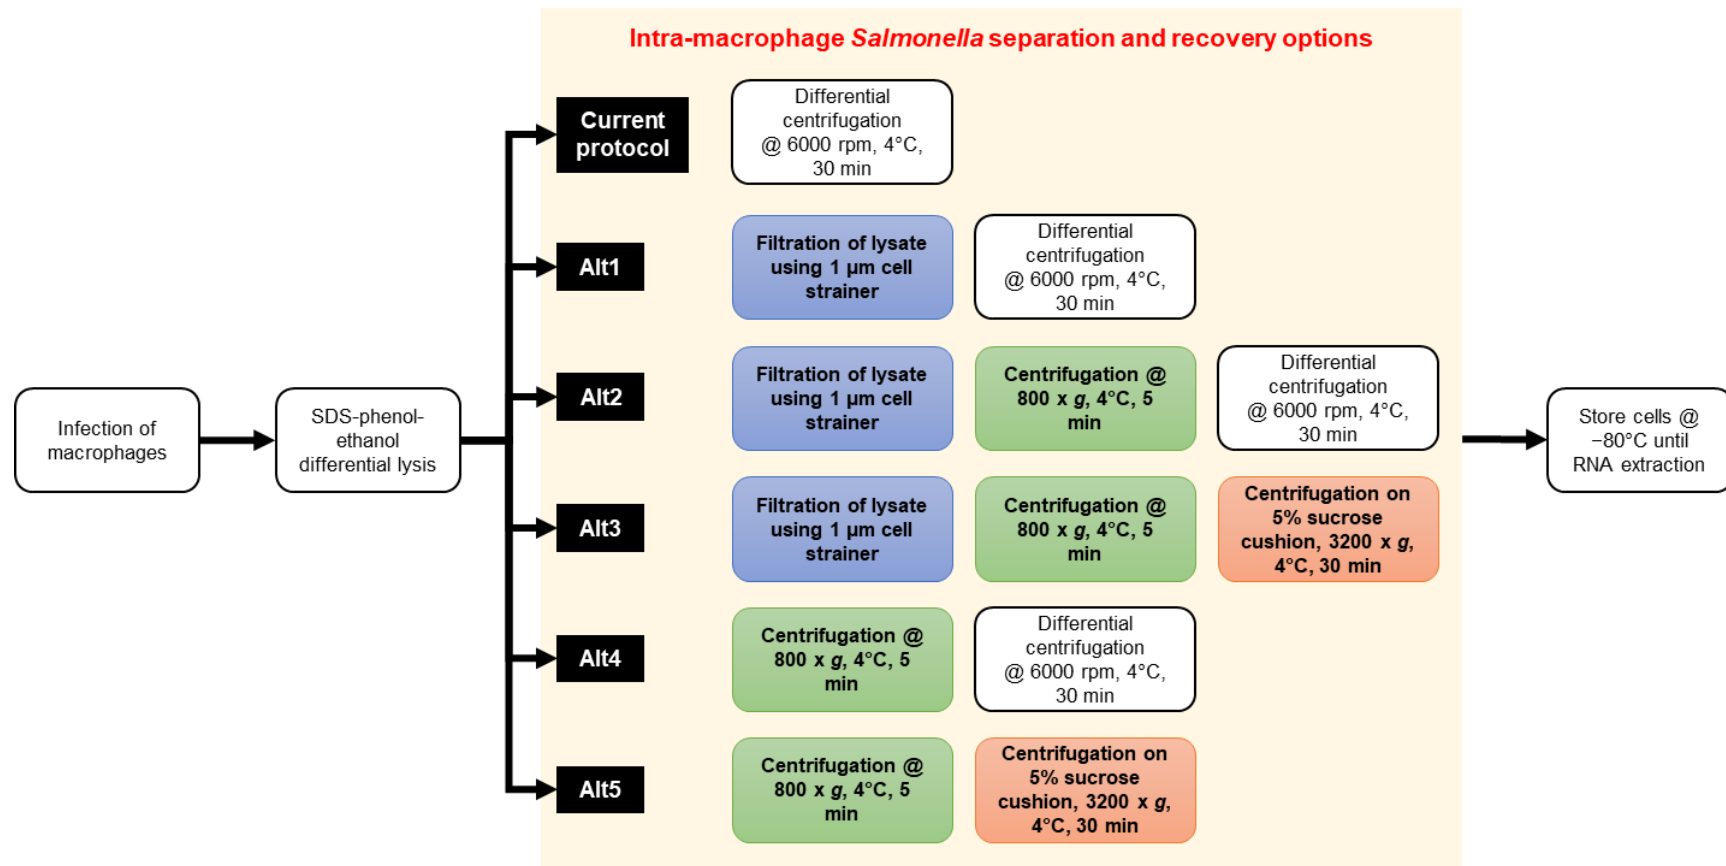 Intra-macrophage Salmonella separation and recovery options
Current
protocol
Differential
centrifugation
@ 6000 rpm, 4°C,
30 min
Alt1
Filtration of lysate
using 1 µm cell
strainer
Differential
centrifugation
@ 6000 rpm, 4°C,
30 min
Infection of
macrophages
SDS-phenol-
ethanol
differential lysis
Alt2
Filtration of lysate
using 1 µm cell
strainer
Centrifugation @
800 x g, 4°C, 5
min
Differential
centrifugation
@ 6000 rpm, 4°C,
30 min
Store cells @
−80°C until
RNA extraction
Alt3
Filtration of lysate
using 1 µm cell
strainer
Centrifugation @
800 x g, 4°C, 5
min
Centrifugation on
5% sucrose
cushion, 3200 x g,
4°C, 30 min
Alt4
Centrifugation @
800 x g, 4°C, 5
min
Differential
centrifugation
@ 6000 rpm, 4°C,
30 min
Alt5
Centrifugation @
800 x g, 4°C, 5
min
Centrifugation on
5% sucrose
cushion, 3200 x g,
4°C, 30 min